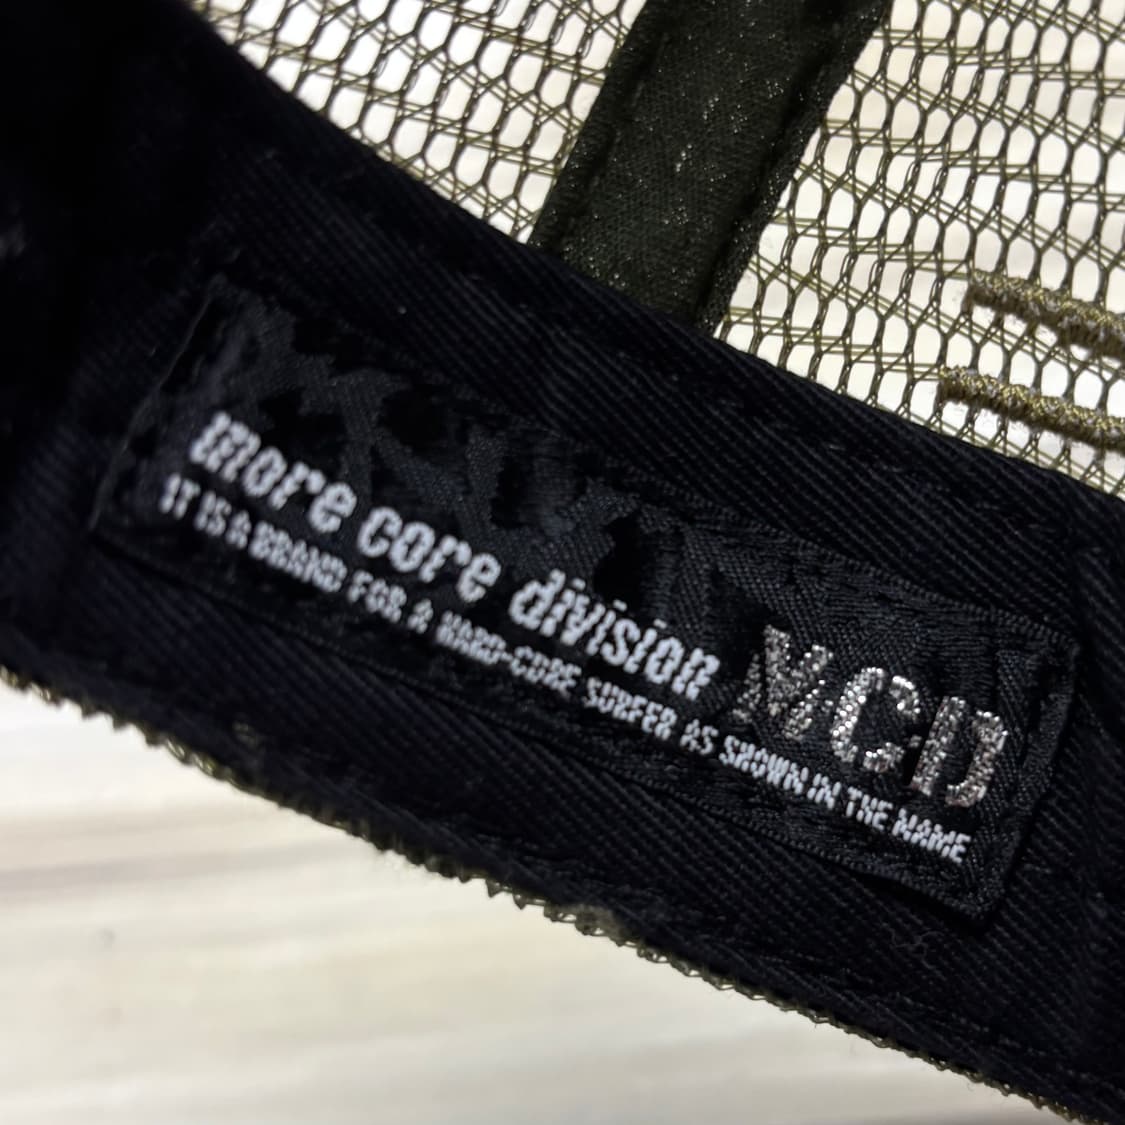 more core division MCD
IT IS A BRAND FOR A HARD-CORE SURFER AS SHOWN IN THE NAME